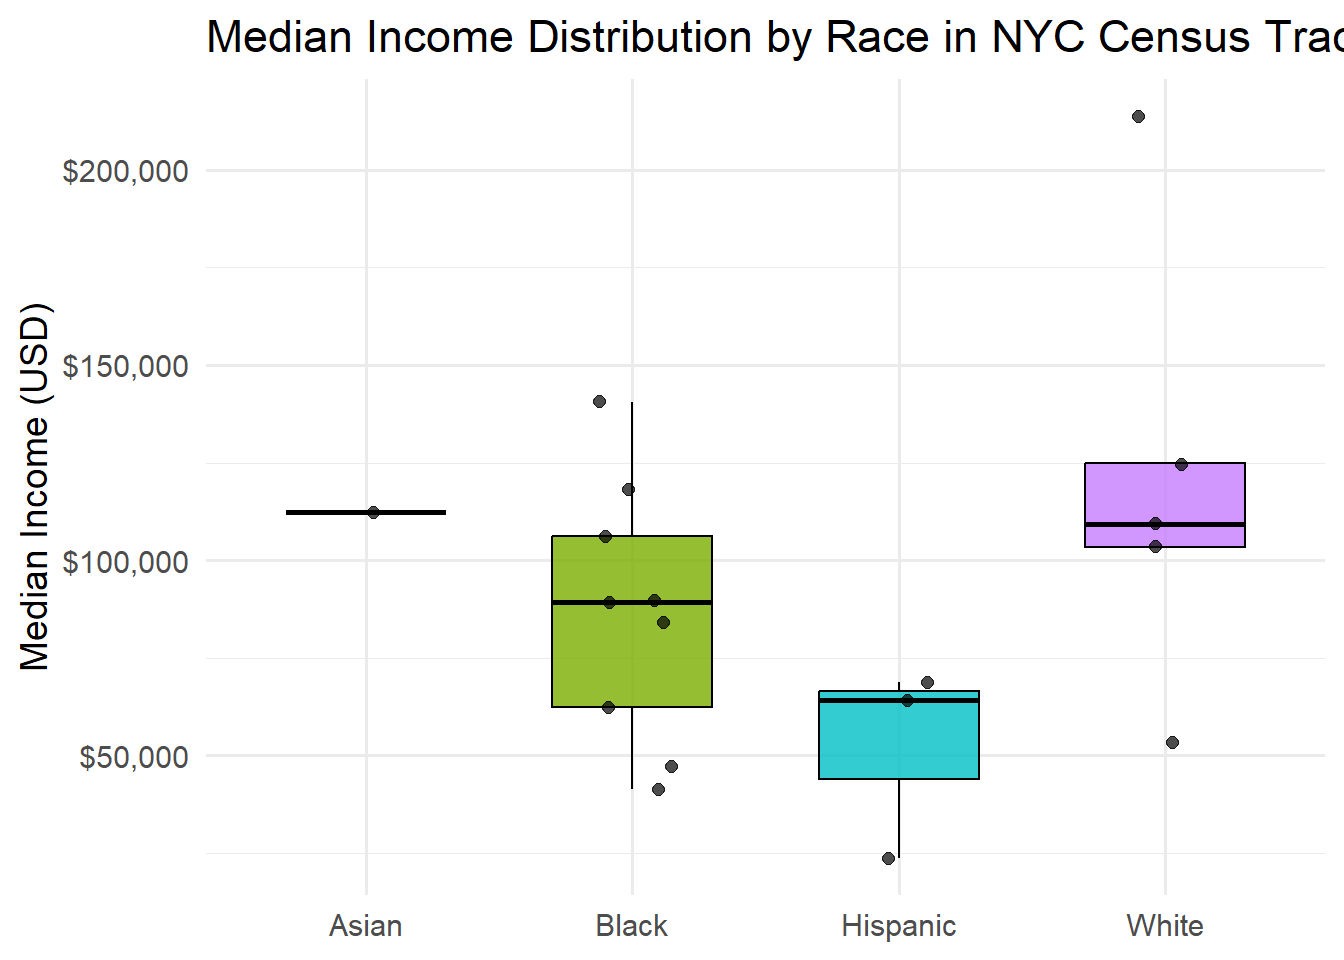 Median Income Distribution by Race in NYC Census Trac
Median Income (USD)
$200,000
$150,000
$100,000
$50,000
Asian Black Hispanic White